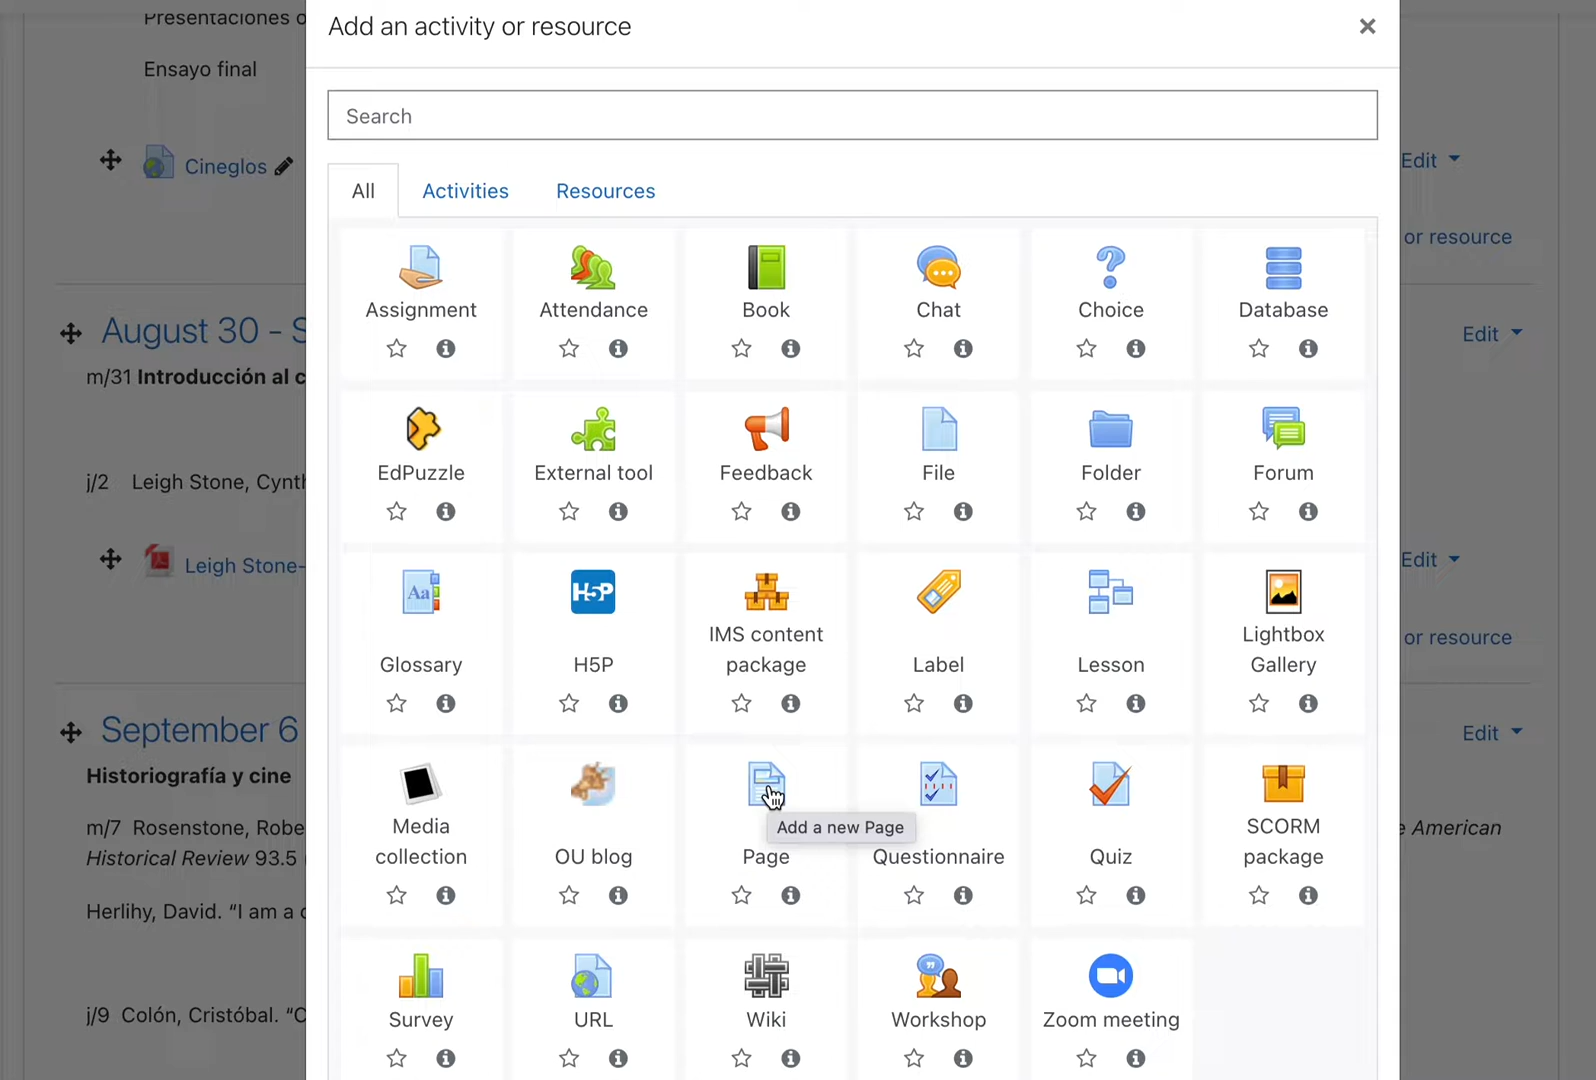 Presentaciones
Ensayo final
Cineglos
Edit
or resource
August 30 -
Edit
m/31 Introducción al
j/2 Leigh Stone,
Leigh Stone-
Edit
or resource
September 6
Edit
Historiografía y cine
m/7 Rosenstone,
American
Historical Review 93.5
Herlihy, David. “I am a
j/9 Colón, Cristóbal.
Add an activity or resource
×
Search
All Activities Resources
Assignment Attendance Book Chat Choice Database
EdPuzzle External tool Feedback File Folder Forum
Aa H5P
Glossary H5P IMS content package Label Lesson Lightbox Gallery
Add a new Page
Media collection OU blog Page Questionnaire Quiz SCORM package
Survey URL Wiki Workshop Zoom meeting